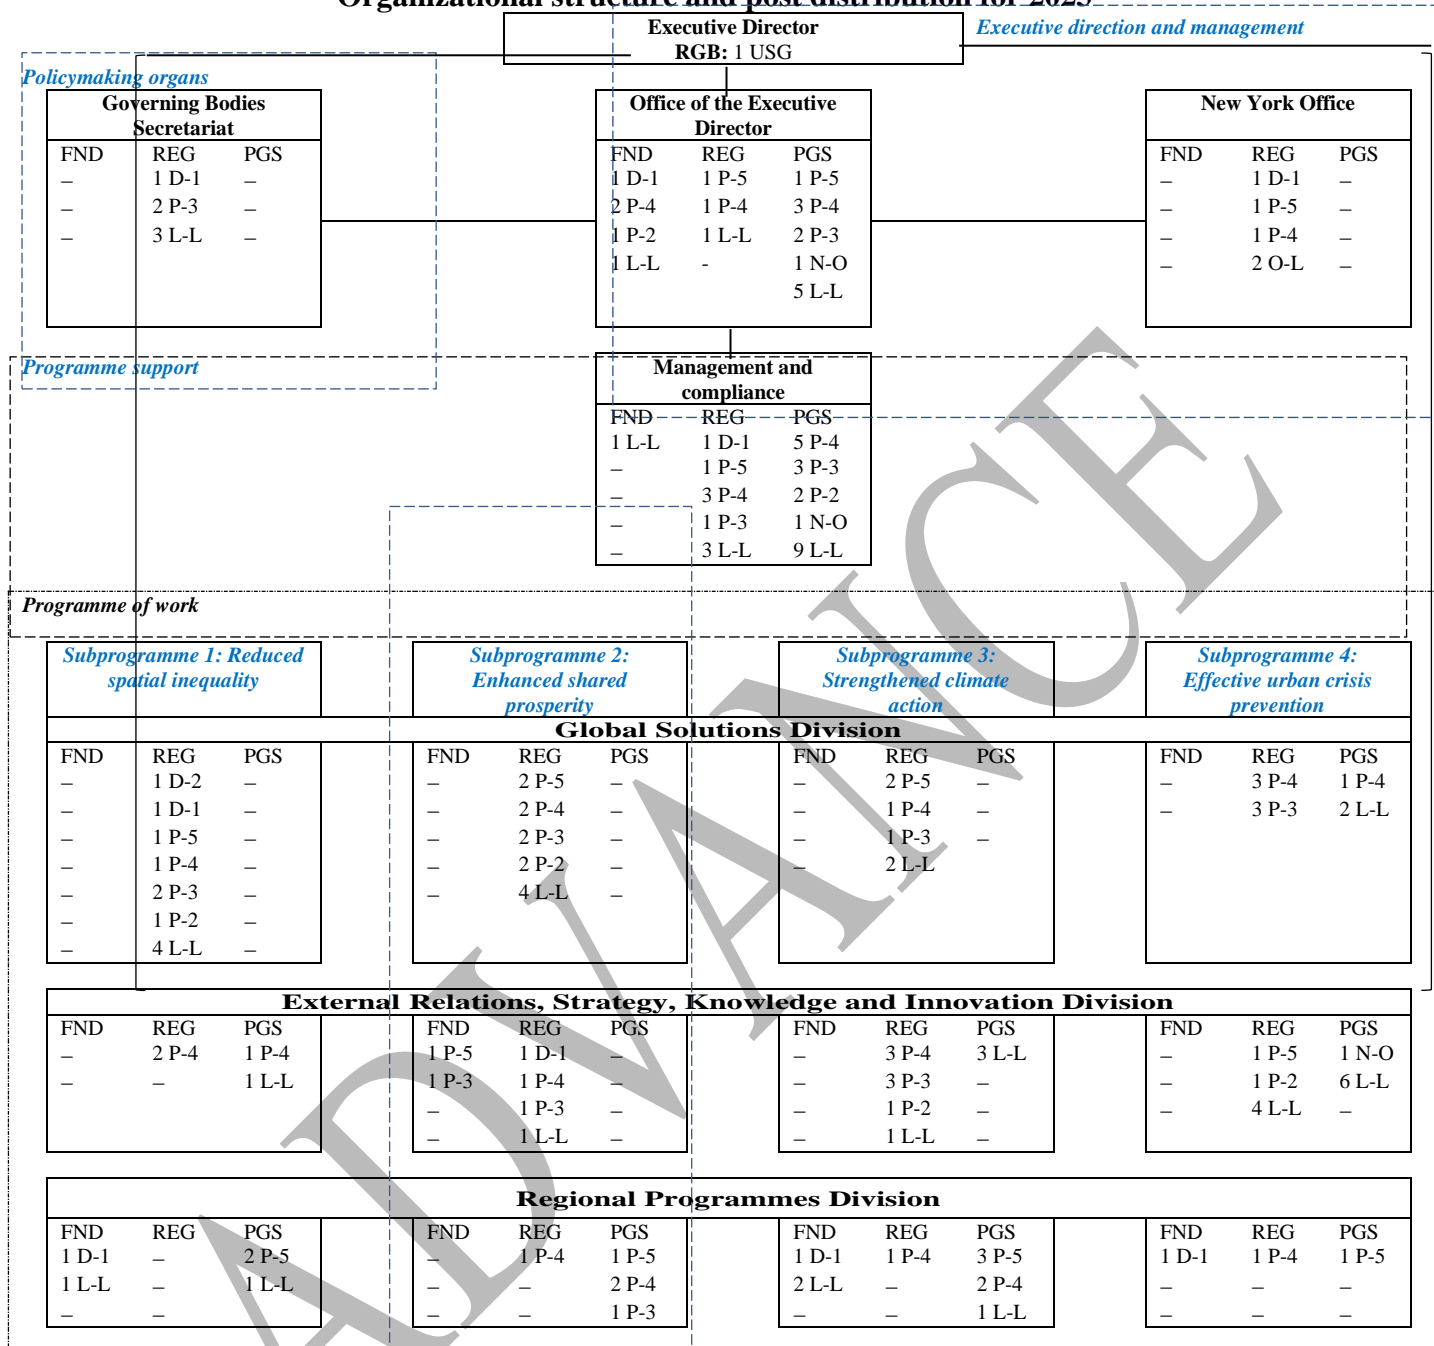 Organizational structure and post distribution for 2023
Executive Director
RGB: 1 USG
Executive direction and management
Policymaking organs
Governing Bodies Secretariat
FND REG PGS
– 1 D-1 –
– 2 P-3 –
– 3 L-L –
Office of the Executive Director
FND REG PGS
1 D-1 1 P-5 1 P-5
2 P-4 1 P-4 3 P-4
1 P-2 1 L-L 2 P-3
1 L-L - 1 N-O
5 L-L
New York Office
FND REG PGS
– 1 D-1 –
– 1 P-5 –
– 1 P-4 –
– 2 O-L –
Programme support
Management and compliance
FND REG PGS
1 L-L 1 D-1 5 P-4
– 1 P-5 3 P-3
– 3 P-4 2 P-2
– 1 P-3 1 N-O
– 3 L-L 9 L-L
Programme of work
Subprogramme 1: Reduced spatial inequality
Subprogramme 2: Enhanced shared prosperity
Subprogramme 3: Strengthened climate action
Subprogramme 4: Effective urban crisis prevention
Global Solutions Division
FND REG PGS
– 1 D-2 –
– 1 D-1 –
– 1 P-5 –
– 1 P-4 –
– 2 P-3 –
– 1 P-2 –
– 4 L-L –
FND REG PGS
– 2 P-5 –
– 2 P-4 –
– 2 P-3 –
– 2 P-2 –
– 4 L-L –
FND REG PGS
– 2 P-5 –
– 1 P-4 –
– 1 P-3 –
– 2 L-L
FND REG PGS
– 3 P-4 1 P-4
– 3 P-3 2 L-L
External Relations, Strategy, Knowledge and Innovation Division
FND REG PGS
– 2 P-4 1 P-4
– – 1 L-L
FND REG PGS
1 P-5 1 D-1 –
1 P-3 1 P-4 –
– 1 P-3 –
– 1 L-L –
FND REG PGS
– 3 P-4 3 L-L
– 3 P-3 –
– 1 P-2 –
– 1 L-L –
FND REG PGS
– 1 P-5 1 N-O
– 1 P-2 6 L-L
– 4 L-L –
Regional Programmes Division
FND REG PGS
1 D-1 – 2 P-5
1 L-L – 1 L-L
– – –
FND REG PGS
– 1 P-4 1 P-5
– – 2 P-4
– – 1 P-3
FND REG PGS
1 D-1 1 P-4 3 P-5
2 L-L – 2 P-4
– – 1 L-L
FND REG PGS
1 D-1 1 P-4 1 P-5
– – –
– – –
ADVANCE